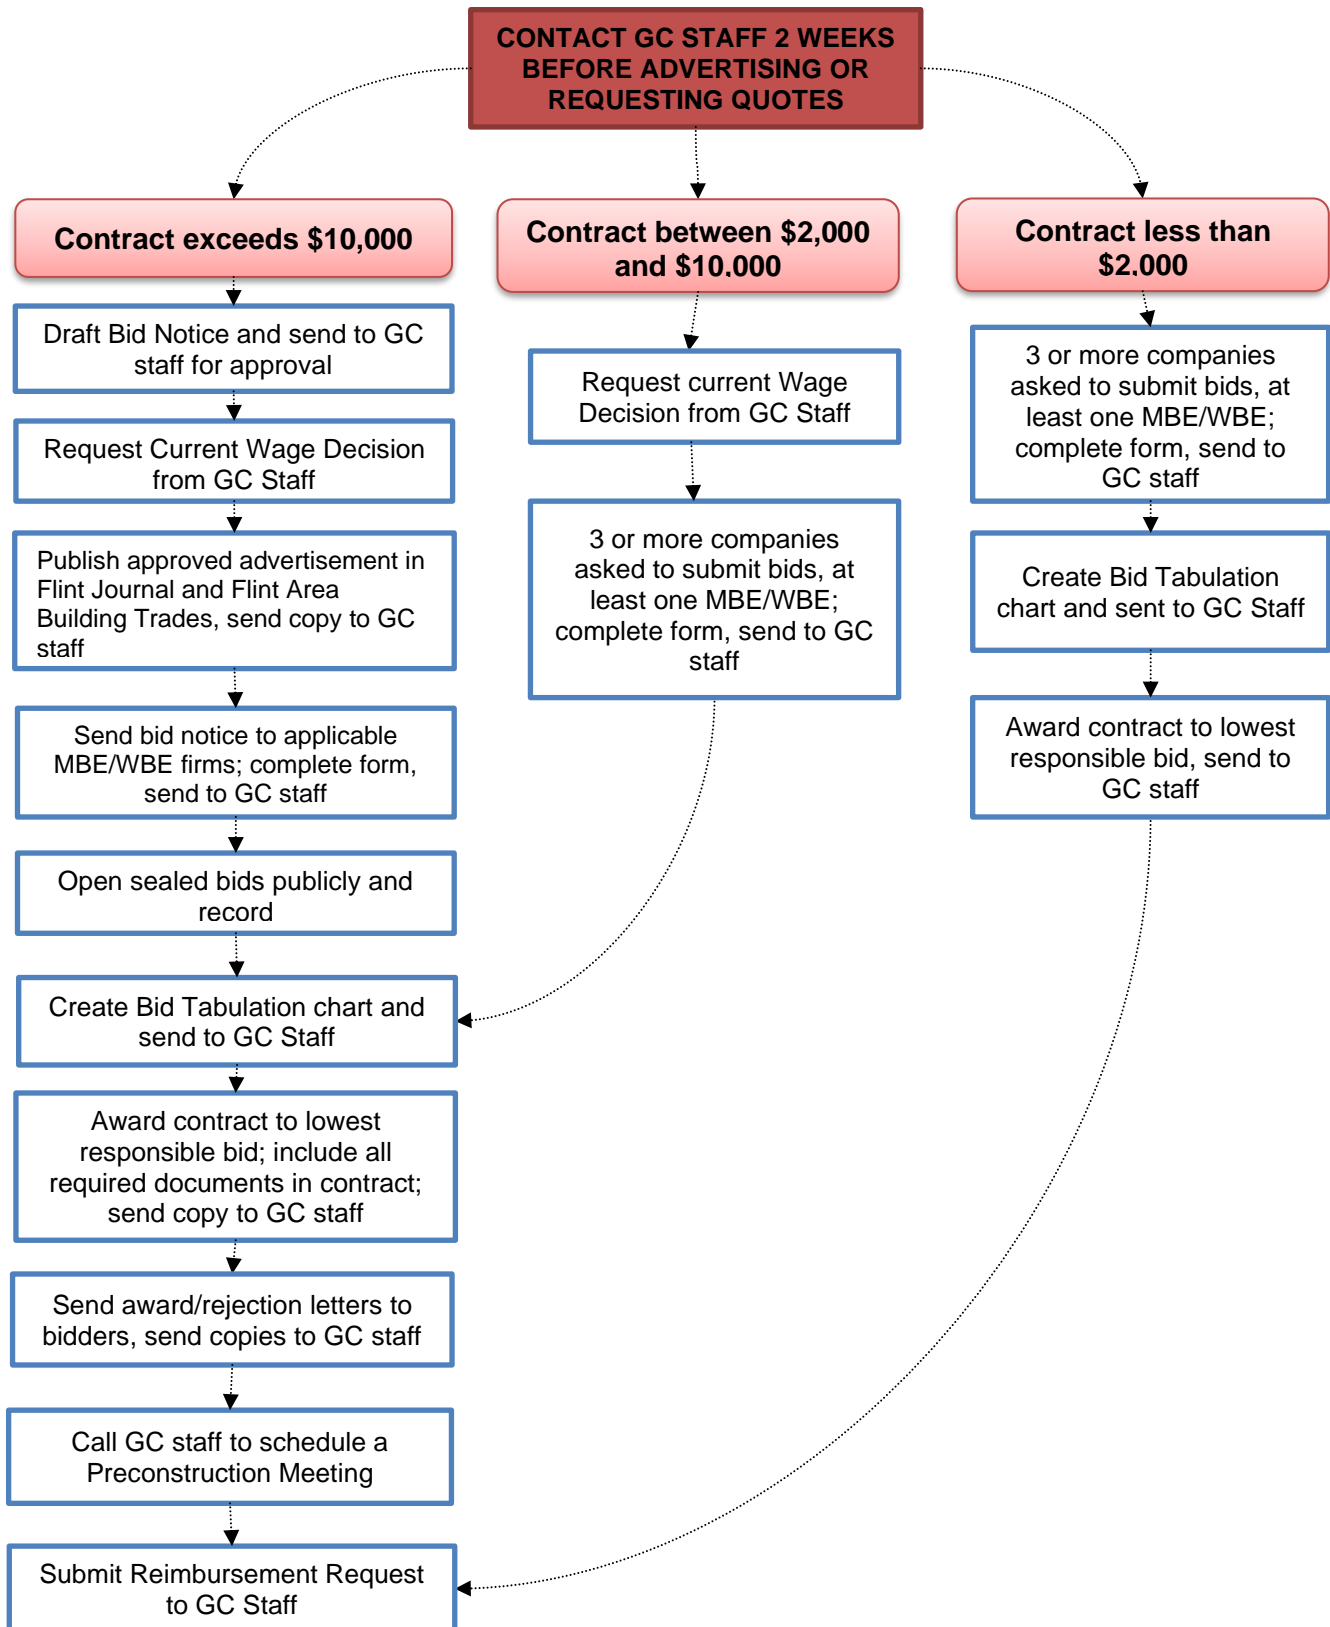 CONTACT GC STAFF 2 WEEKS
BEFORE ADVERTISING OR
REQUESTING QUOTES
Contract exceeds $10,000
Draft Bid Notice and send to GC
staff for approval
Request Current Wage Decision
from GC Staff
Publish approved advertisement in
Flint Journal and Flint Area
Building Trades, send copy to GC
staff
Send bid notice to applicable
MBE/WBE firms; complete form,
send to GC staff
Open sealed bids publicly and
record
Create Bid Tabulation chart and
send to GC Staff
Award contract to lowest
responsible bid; include all
required documents in contract;
send copy to GC staff
Send award/rejection letters to
bidders, send copies to GC staff
Call GC staff to schedule a
Preconstruction Meeting
Submit Reimbursement Request
to GC Staff
Contract between $2,000
and $10,000
Request current Wage
Decision from GC Staff
3 or more companies
asked to submit bids, at
least one MBE/WBE;
complete form, send to GC
staff
Contract less than
$2,000
3 or more companies
asked to submit bids, at
least one MBE/WBE;
complete form, send to
GC staff
Create Bid Tabulation
chart and sent to GC Staff
Award contract to lowest
responsible bid, send to
GC staff